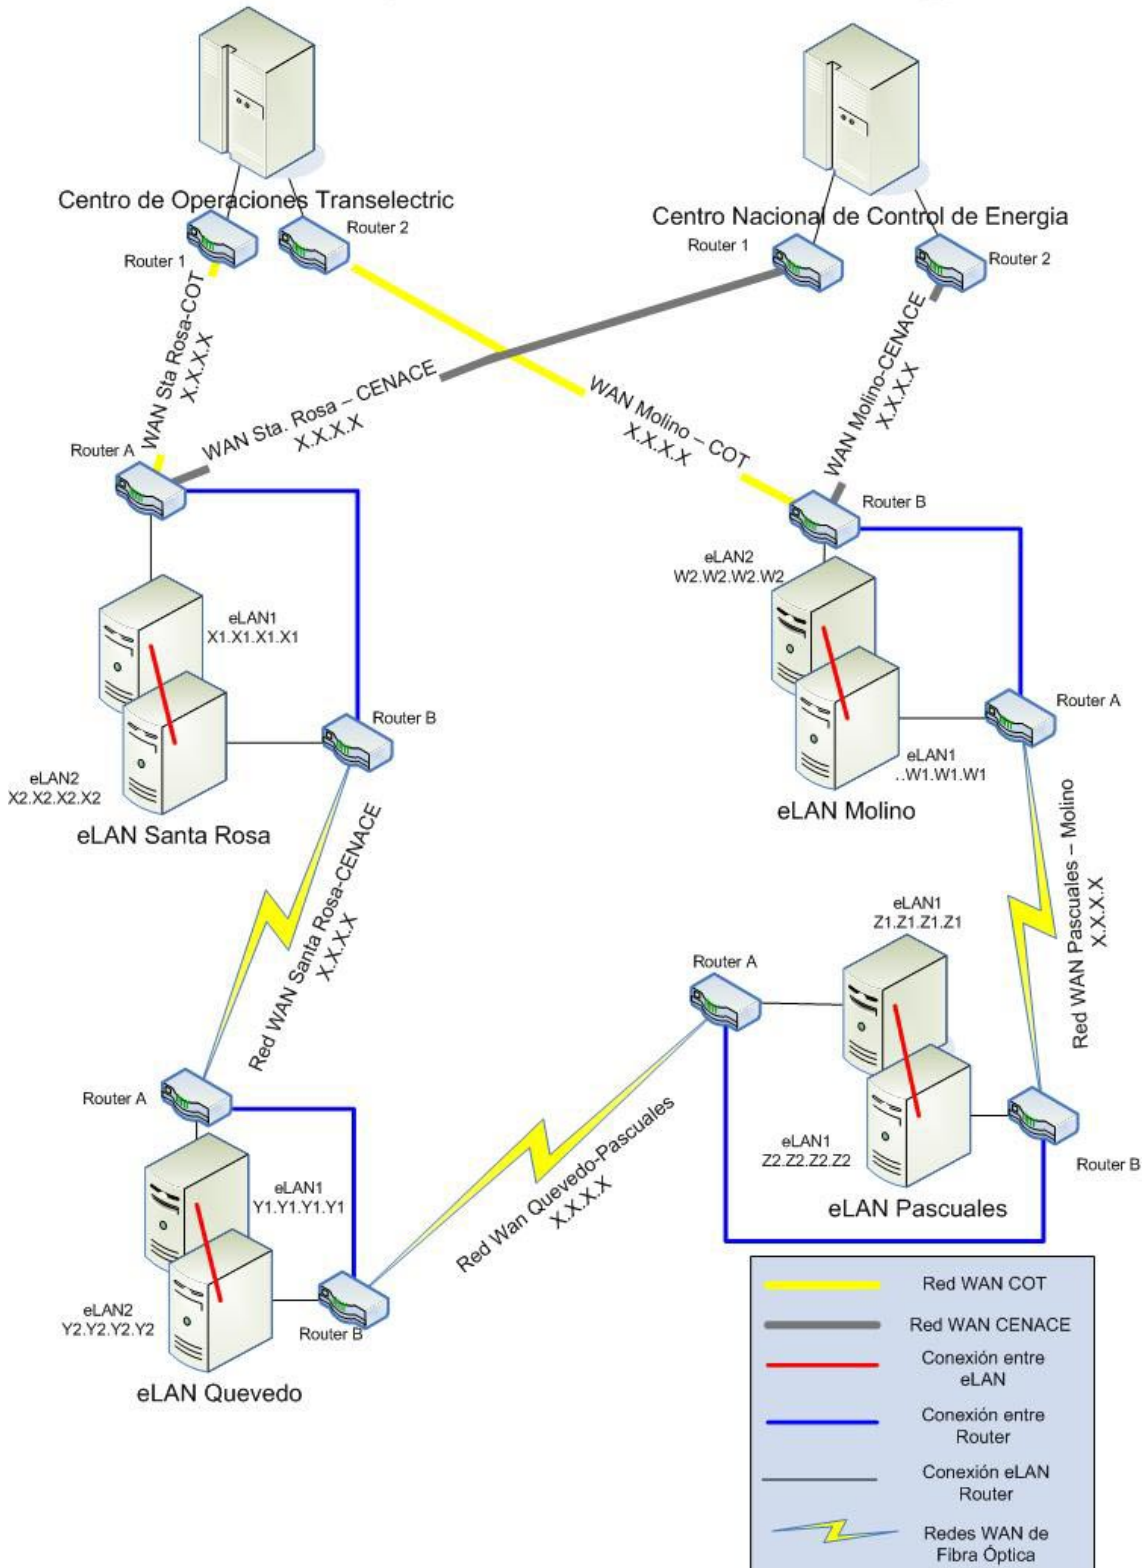 Centro de Operaciones Transelectric
Centro Nacional de Control de Energia
Router 1
Router 2
Router 1
Router 2
WAN Sta Rosa-COT
X.X.X.X
WAN Sta. Rosa – CENACE
X.X.X.X
WAN Molino – COT
X.X.X.X
WAN Molino-CENACE
X.X.X.X
Router A
eLAN1
X1.X1.X1.X1
Router B
eLAN2
X2.X2.X2.X2
eLAN Santa Rosa
Router B
eLAN2
W2.W2.W2.W2
Router A
eLAN1
..W1.W1.W1
eLAN Molino
Red WAN Santa Rosa-CENACE
X.X.X.X
Red WAN Pascuales – Molino
X.X.X.X
Router A
eLAN1
Z1.Z1.Z1.Z1
eLAN1
Z2.Z2.Z2.Z2
Router B
eLAN Pascuales
Router A
eLAN1
Y1.Y1.Y1.Y1
eLAN2
Y2.Y2.Y2.Y2
Router B
eLAN Quevedo
Red Wan Quevedo-Pascuales
X.X.X.X
Red WAN COT
Red WAN CENACE
Conexión entre
eLAN
Conexión entre
Router
Conexión eLAN
Router
Redes WAN de
Fibra Óptica